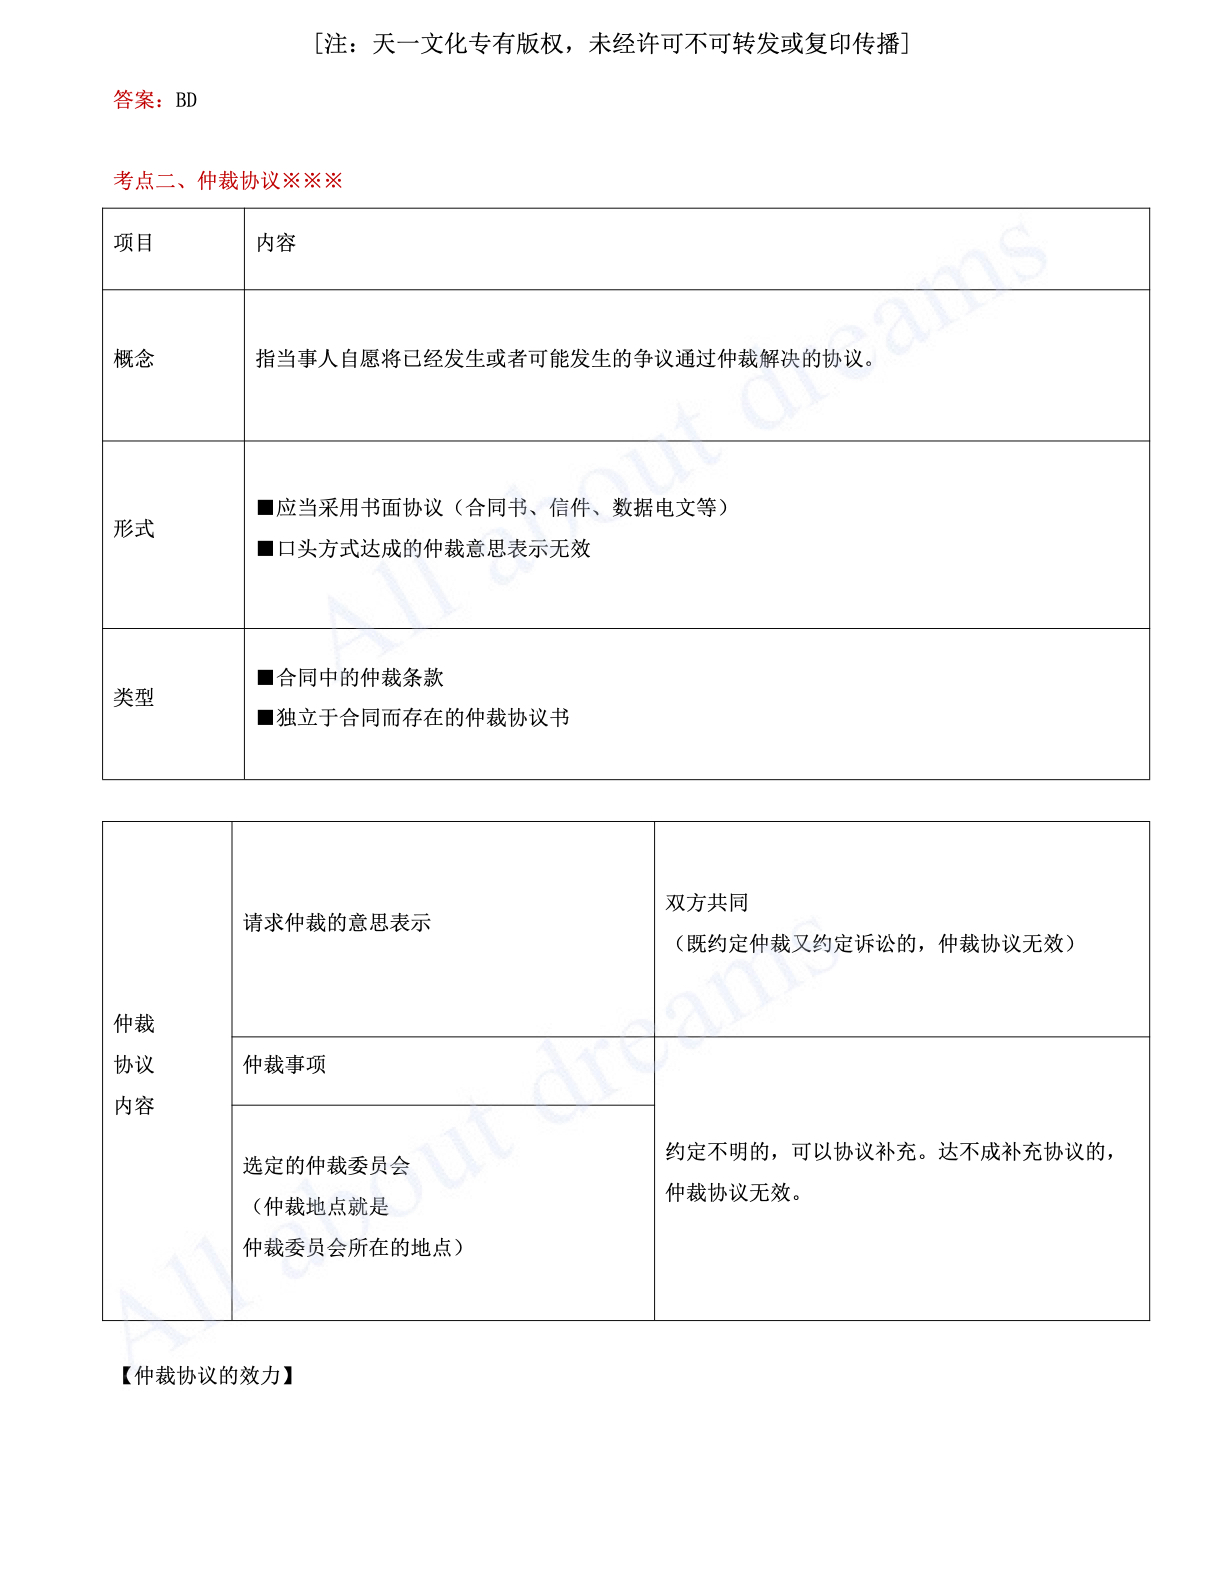 [注：天一文化专有版权，未经许可不可转发或复印传播]
答案：BD
考点二、仲裁协议※※※
项目
内容
概念
指当事人自愿将已经发生或者可能发生的争议通过仲裁解决的协议。
形式
■应当采用书面协议（合同书、信件、数据电文等）
■口头方式达成的仲裁意思表示无效
类型
■合同中的仲裁条款
■独立于合同而存在的仲裁协议书
仲裁
协议
内容
请求仲裁的意思表示
双方共同
（既约定仲裁又约定诉讼的，仲裁协议无效）
仲裁事项
选定的仲裁委员会
（仲裁地点就是
仲裁委员会所在的地点）
约定不明的，可以协议补充。达不成补充协议的，
仲裁协议无效。
【仲裁协议的效力】
All about dreams
All about dreams